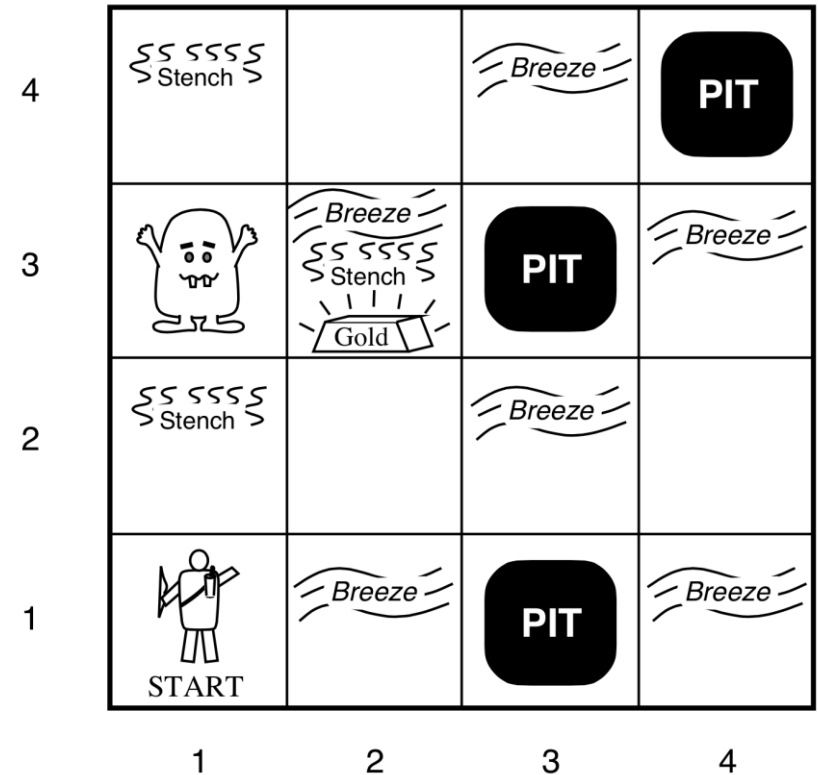 4
Stench
Breeze
PIT
3
Breeze
Stench
Gold
PIT
Breeze
2
Stench
Breeze
1
START
Breeze
PIT
Breeze
1 2 3 4